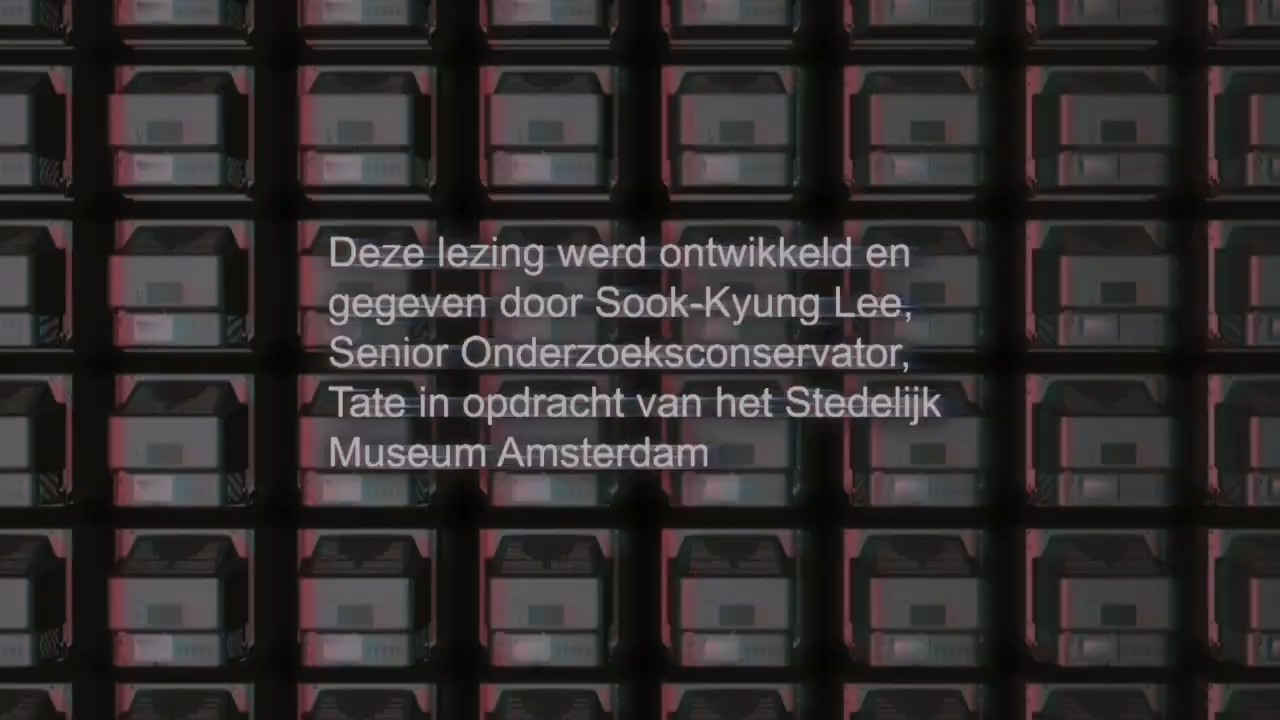 Deze lezing werd ontwikkeld en
gegeven door Sook-Kyung Lee,
Senior Onderzoeksconservator,
Tate in opdracht van het Stedelijk
Museum Amsterdam